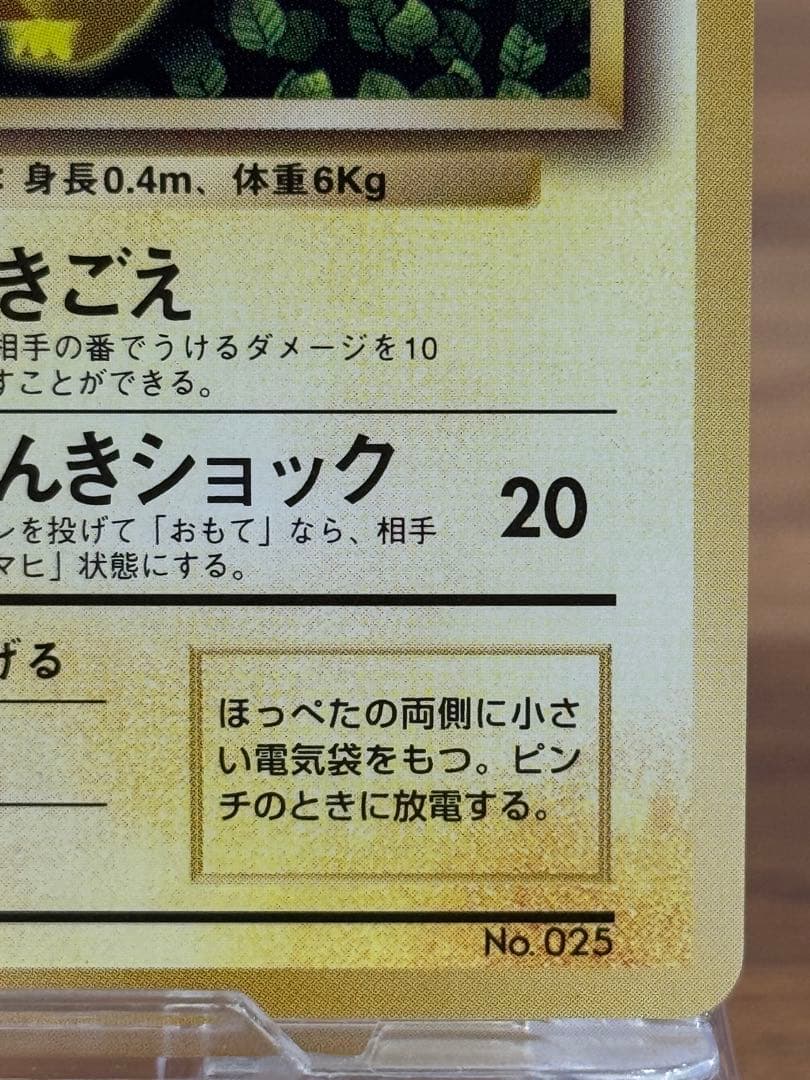 身長0.4m、体重6Kg
きごえ
相手の番でうけるダメージを10
すことができる。
んきショック
20
ンを投げて「おもて」なら、相手
マヒ」状態にする。
げる
ほっぺたの両側に小さ
い電気袋をもつ。ピン
チのときに放電する。
No. 025